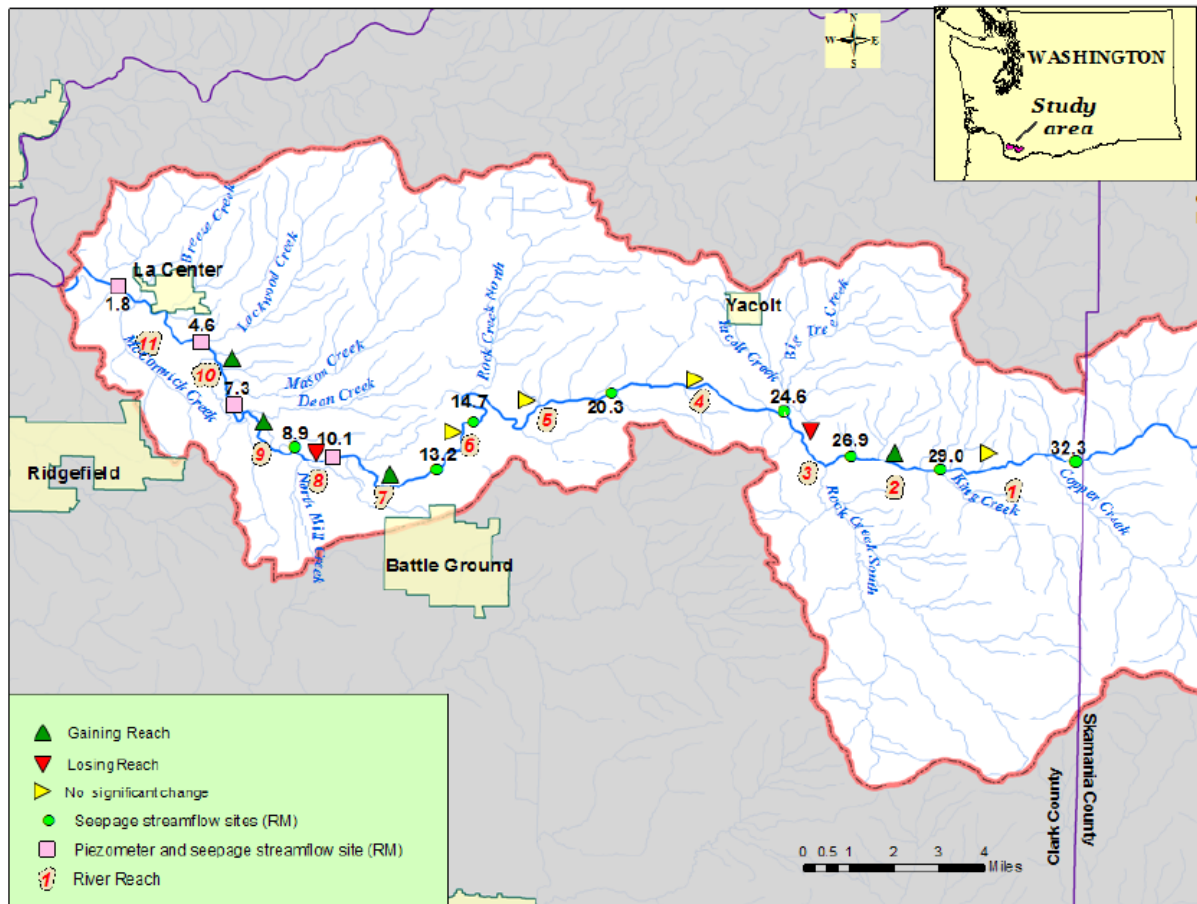 N
W E
S
WASHINGTON
Study
area
Breese Creek
La Center
Lockwood Creek
1.8
4.6
11
McCormick Creek
10
7.3
Mason Creek
Dean Creek
Rock Creek North
14.7
Yacolt
Yacolt Creek
Big Tree Creek
5
20.3
4
24.6
6
13.2
8.9
10.1
9
8
7
North Mill Creek
Ridgefield
Battle Ground
3
26.9
2
29.0
King Creek
1
32.3
Copper Creek
Rock Creek South
Clark County
Skamania County
Gaining Reach
Losing Reach
No significant change
Seepage streamflow sites (RM)
Piezometer and seepage streamflow site (RM)
1 River Reach
0 0.5 1 2 3 4
Miles